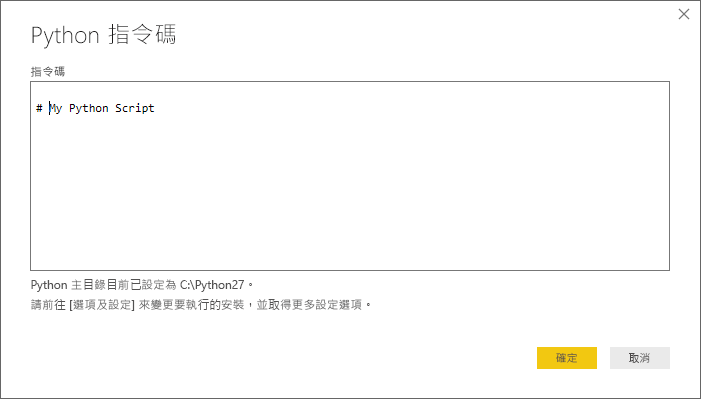 Python 指令碼
指令碼
# My Python Script
Python 主目錄目前已設定為 C:\Python27。
請前往 [選項及設定] 來變更要執行的安裝，並取得更多設定選項。
確定
取消